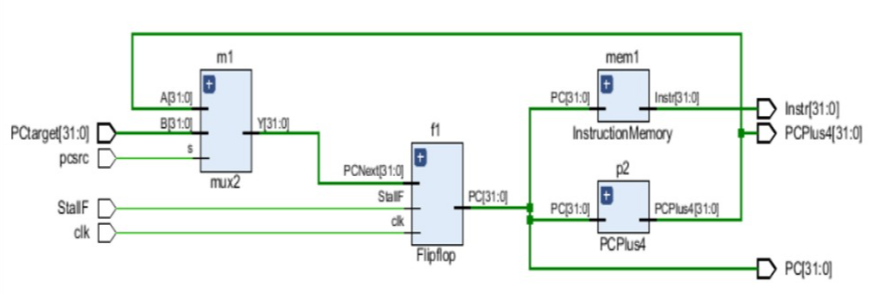 m1
A[31:0]
B[31:0]
s
Y[31:0]
mux2
PCtarget[31:0]
pcsrc
StallF
clk
f1
PCNext[31:0]
StallF
clk
PC[31:0]
Flipflop
mem1
PC[31:0]
Instr[31:0]
InstructionMemory
p2
PC[31:0]
PCPlus4[31:0]
PCPlus4
Instr[31:0]
PCPlus4[31:0]
PC[31:0]